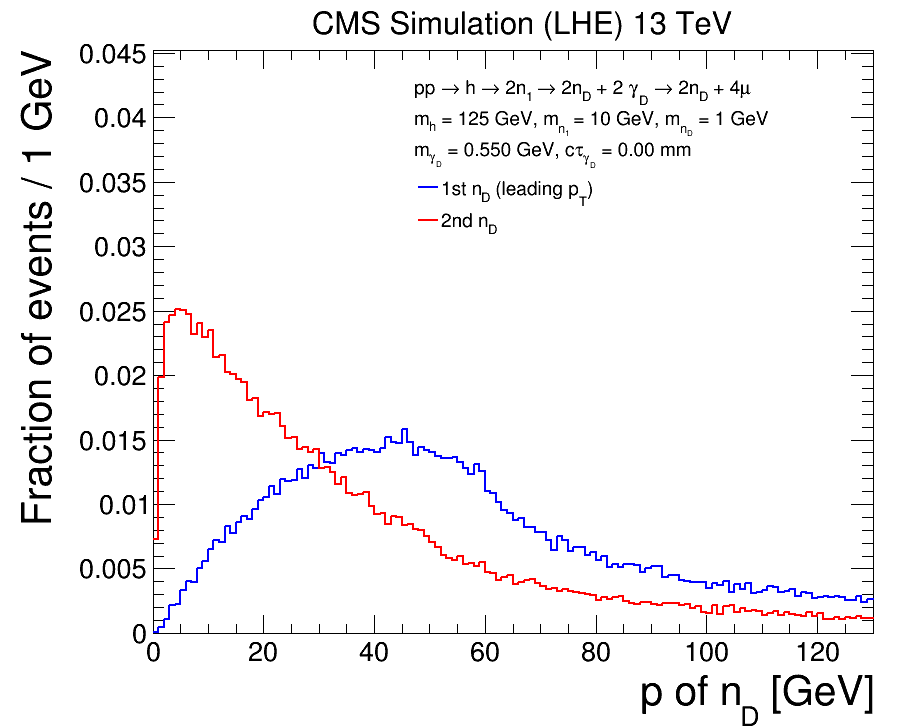 CMS Simulation (LHE) 13 TeV
Fraction of events / 1 GeV
0.045
0.04
0.035
0.03
0.025
0.02
0.015
0.01
0.005
0
pp → h → 2n1 → 2nD + 2 γD → 2nD + 4μ
mh = 125 GeV, mn1 = 10 GeV, mnD = 1 GeV
mγD = 0.550 GeV, cτγD = 0.00 mm
1st nD (leading pT)
2nd nD
0 20 40 60 80 100 120
p of nD [GeV]